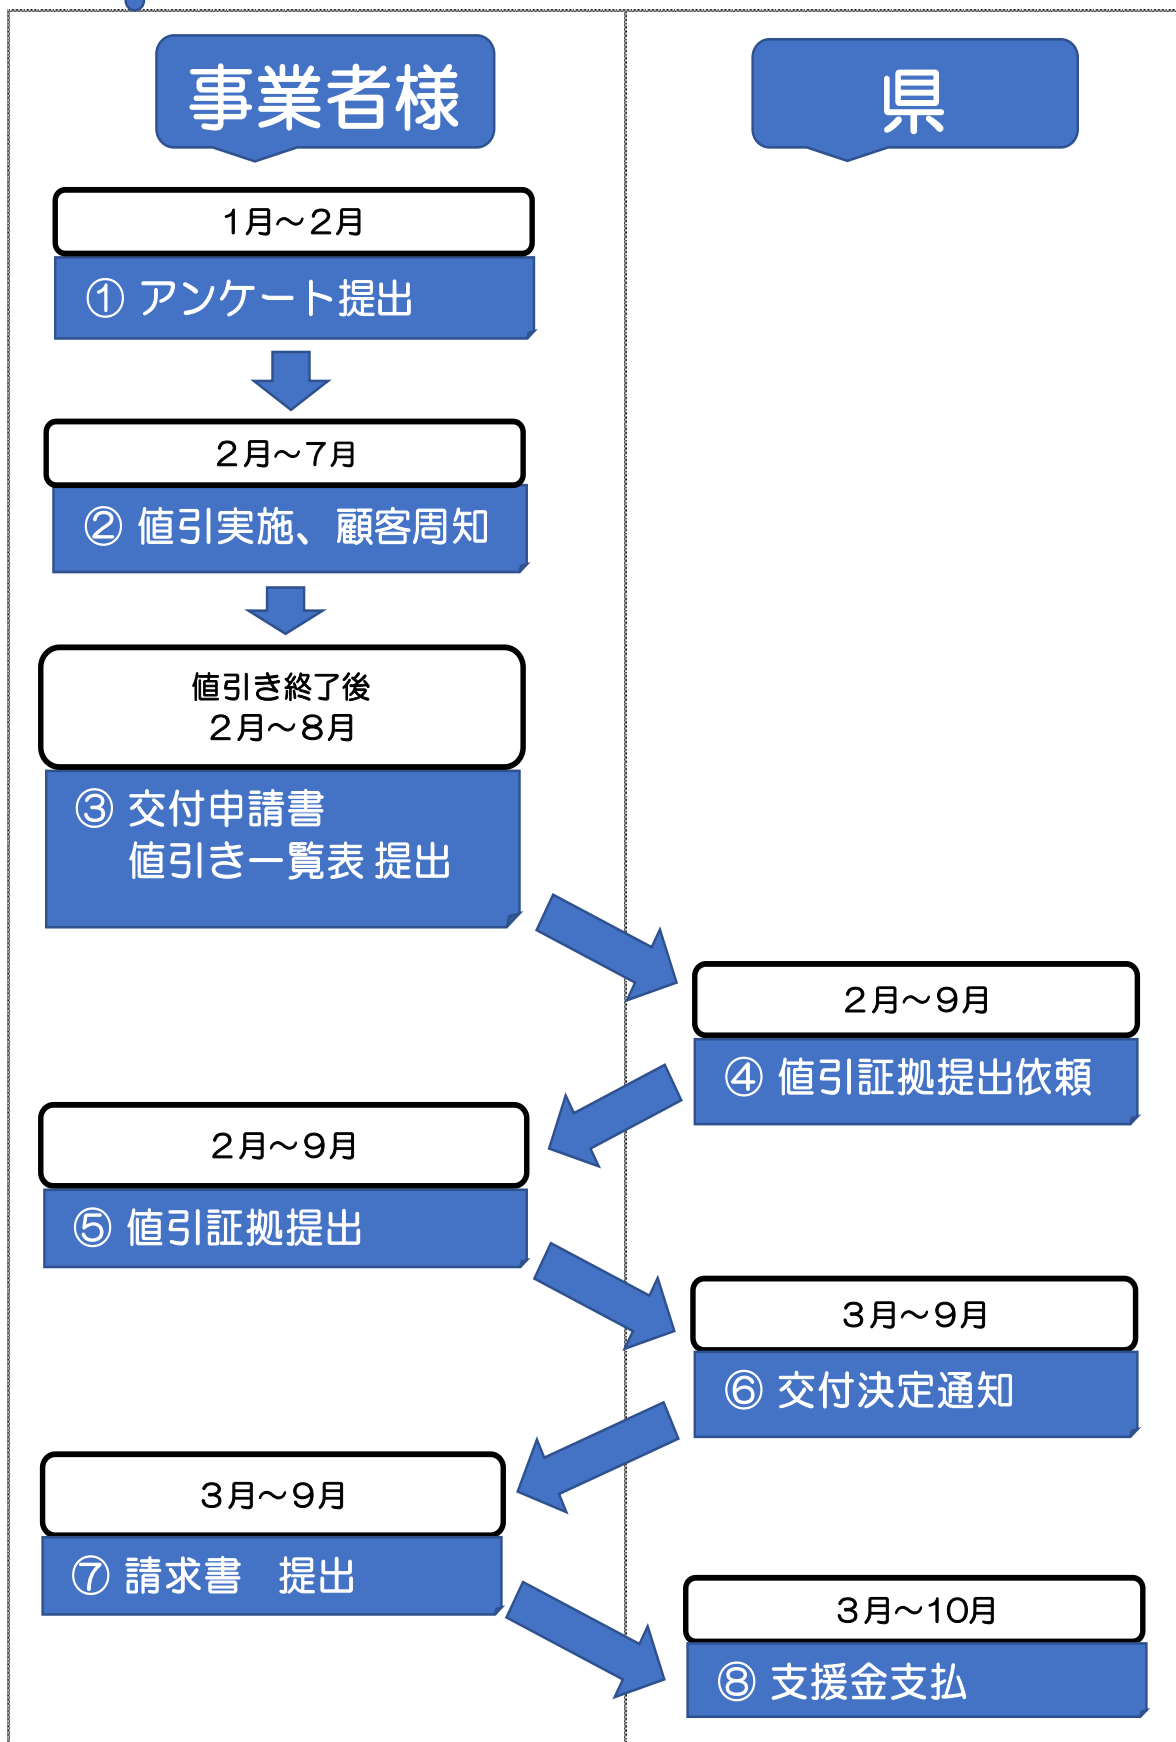 事業者様
県
１月～２月
① アンケート提出
２月～７月
② 値引実施、顧客周知
値引き終了後
２月～８月
③ 交付申請書
値引き一覧表 提出
２月～９月
④ 値引証拠提出依頼
２月～９月
⑤ 値引証拠提出
３月～９月
⑥ 交付決定通知
３月～９月
⑦ 請求書　提出
３月～１０月
⑧ 支援金支払